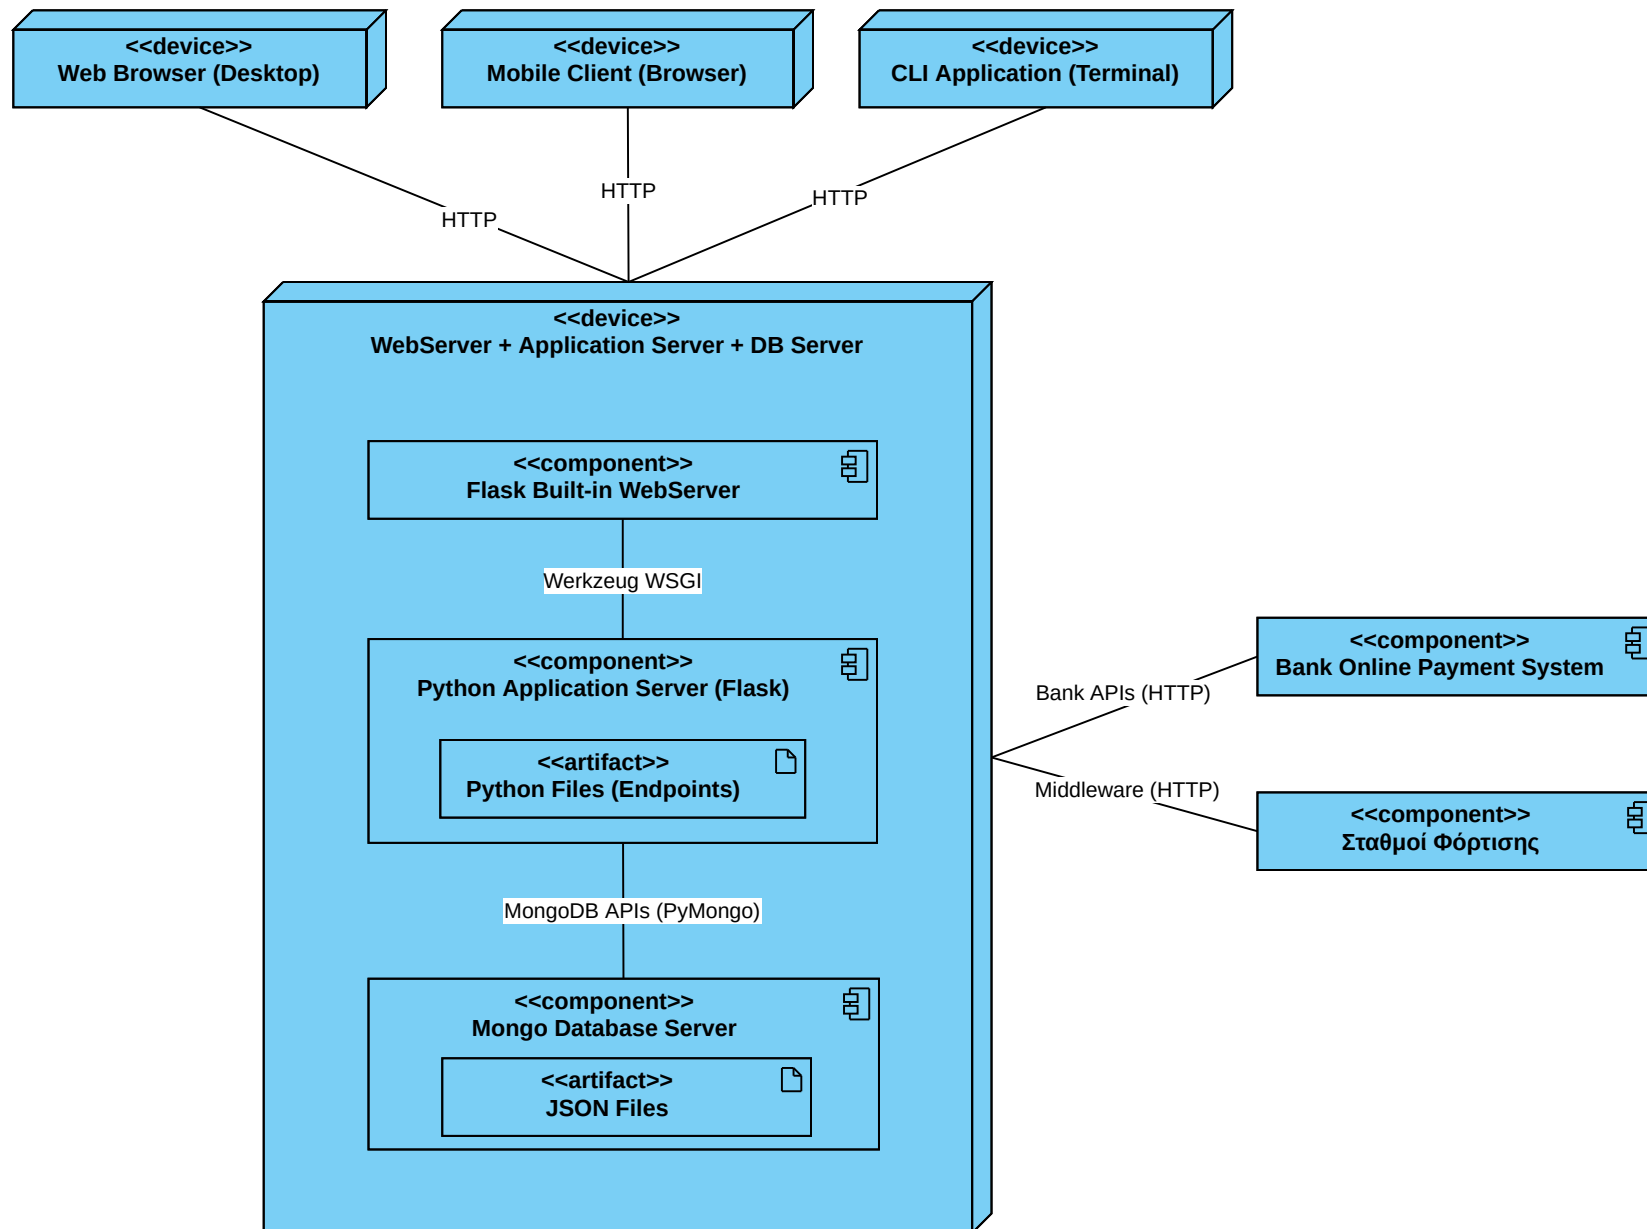 <<device>>
Web Browser (Desktop)
<<device>>
Mobile Client (Browser)
<<device>>
CLI Application (Terminal)
HTTP
HTTP
HTTP
<<device>>
WebServer + Application Server + DB Server
<<component>>
Flask Built-in WebServer
Werkzeug WSGI
<<component>>
Python Application Server (Flask)
<<artifact>>
Python Files (Endpoints)
MongoDB APIs (PyMongo)
<<component>>
Mongo Database Server
<<artifact>>
JSON Files
Bank APIs (HTTP)
<<component>>
Bank Online Payment System
Middleware (HTTP)
<<component>>
Σταθμοί Φόρτισης